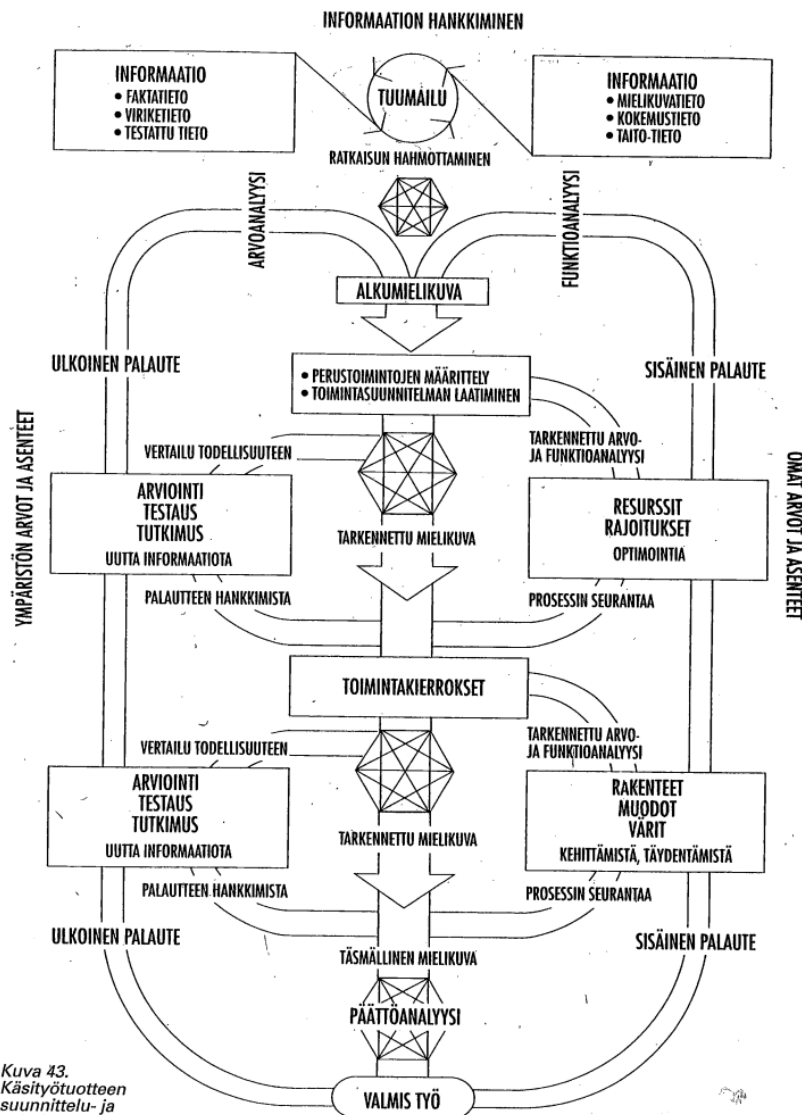 INFORMAATION HANKKIMINEN
INFORMAATIO
• FAKTATIETO
• VIRIKETIETO
• TESTATTU TIETO
TUUMAILU
INFORMAATIO
• MIELIKUVATIETO
• KOKEMUSTIETO
• TAITO-TIETO
RATKAISUN HAHMOTTAMINEN
ARVOANALYYSI
FUNKTIOANALYYSI
ALKUMIELIKUVA
ULKOINEN PALAUTE
SISÄINEN PALAUTE
• PERUSTOIMINTOJEN MÄÄRITTELY
• TOIMINTASUUNNITELMAN LAATIMINEN
YMPÄRISTÖN ARVOT JA ASENTEET
OMAT ARVOT JA ASENTEET
VERTAILU TODELLISUUTEEN
TARKENNETTU ARVO-
JA FUNKTIOANALYYSI
ARVIOINTI
TESTAUS
TUTKIMUS
UUTTA INFORMAATIOTA
RESURSSIT
RAJOITUKSET
OPTIMOINTIA
TARKENNETTU MIELIKUVA
PALAUTTEEN HANKKIMISTA
PROSESSIN SEURANTAA
TOIMINTAKIERROKSET
VERTAILU TODELLISUUTEEN
TARKENNETTU ARVO-
JA FUNKTIOANALYYSI
ARVIOINTI
TESTAUS
TUTKIMUS
UUTTA INFORMAATIOTA
RAKENTEET
MUODOT
VÄRIT
KEHITTÄMISTÄ, TÄYDENTÄMISTÄ
TARKENNETTU MIELIKUVA
PALAUTTEEN HANKKIMISTA
PROSESSIN SEURANTAA
ULKOINEN PALAUTE
SISÄINEN PALAUTE
TÄSMÄLLINEN MIELIKUVA
PÄÄTTÖANALYYSI
VALMIS TYÖ
Kuva 43.
Käsityötuotteen
suunnittelu- ja